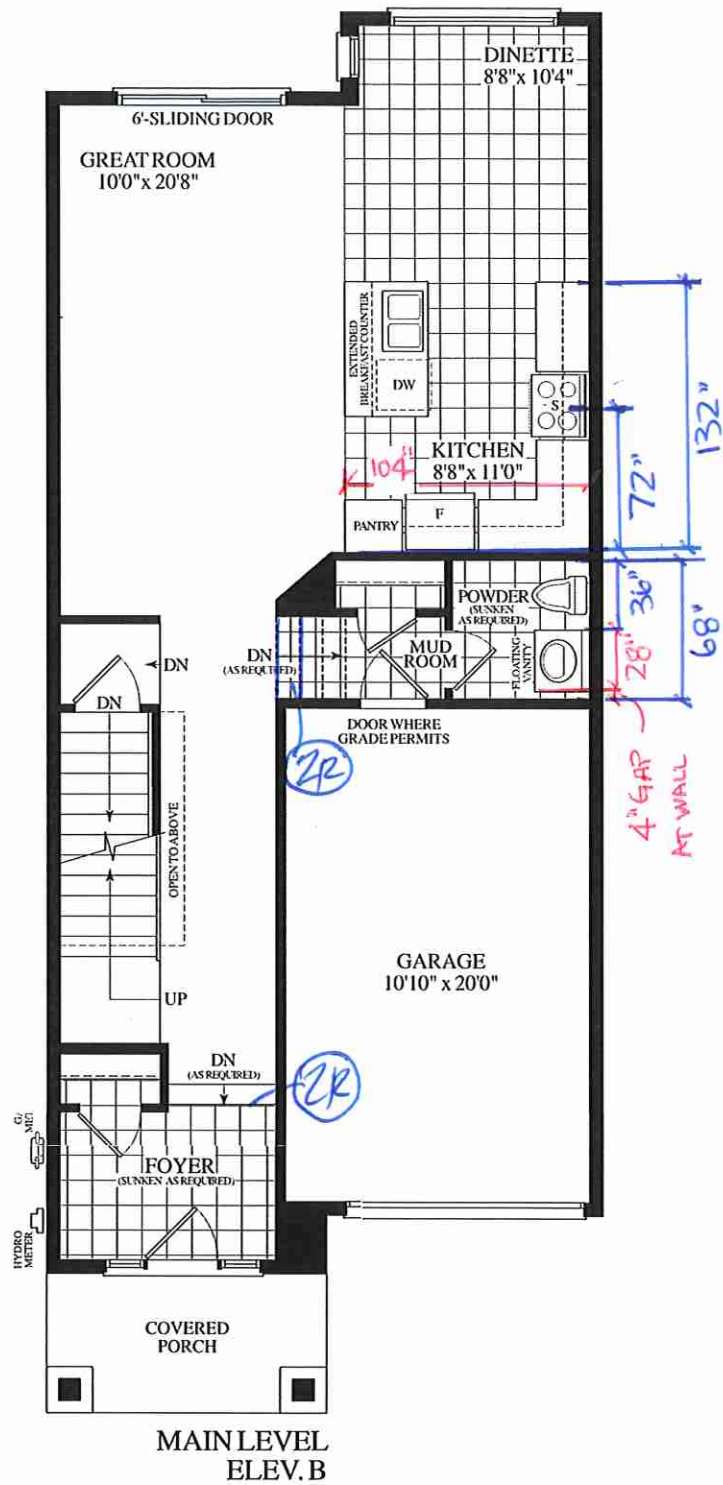 DINETTE
8'8"x 10'4"
6'-SLIDING DOOR
GREAT ROOM
10'0"x 20'8"
EXTENDED
BREAKFAST COUNTER
DW
S
KITCHEN
8'8"x 11'0"
104"
PANTRY
F
132"
72"
36"
68"
28"
4" GAP
AT WALL
POWDER
(SUNKEN
AS REQUIRED)
FLOATING
VANITY
MUD
ROOM
DN
(AS REQUIRED)
DN
DN
DOOR WHERE
GRADE PERMITS
2R
OPEN TO ABOVE
UP
GARAGE
10'10" x 20'0"
DN
(AS REQUIRED)
2R
FOYER
(SUNKEN AS REQUIRED)
HYDRO
METER
COVERED
PORCH
MAIN LEVEL
ELEV. B